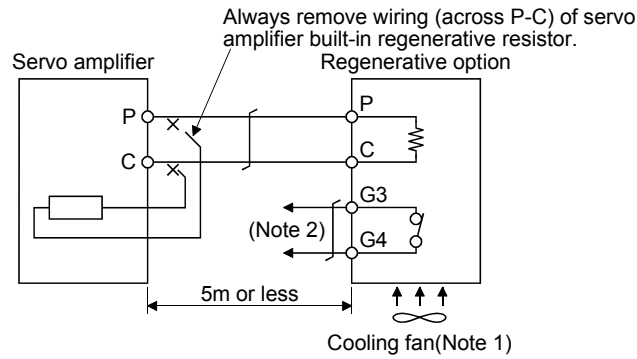 Always remove wiring (across P-C) of servo
amplifier built-in regenerative resistor.
Servo amplifier
Regenerative option
P
P
C
C
G3
(Note 2)
G4
5m or less
Cooling fan(Note 1)